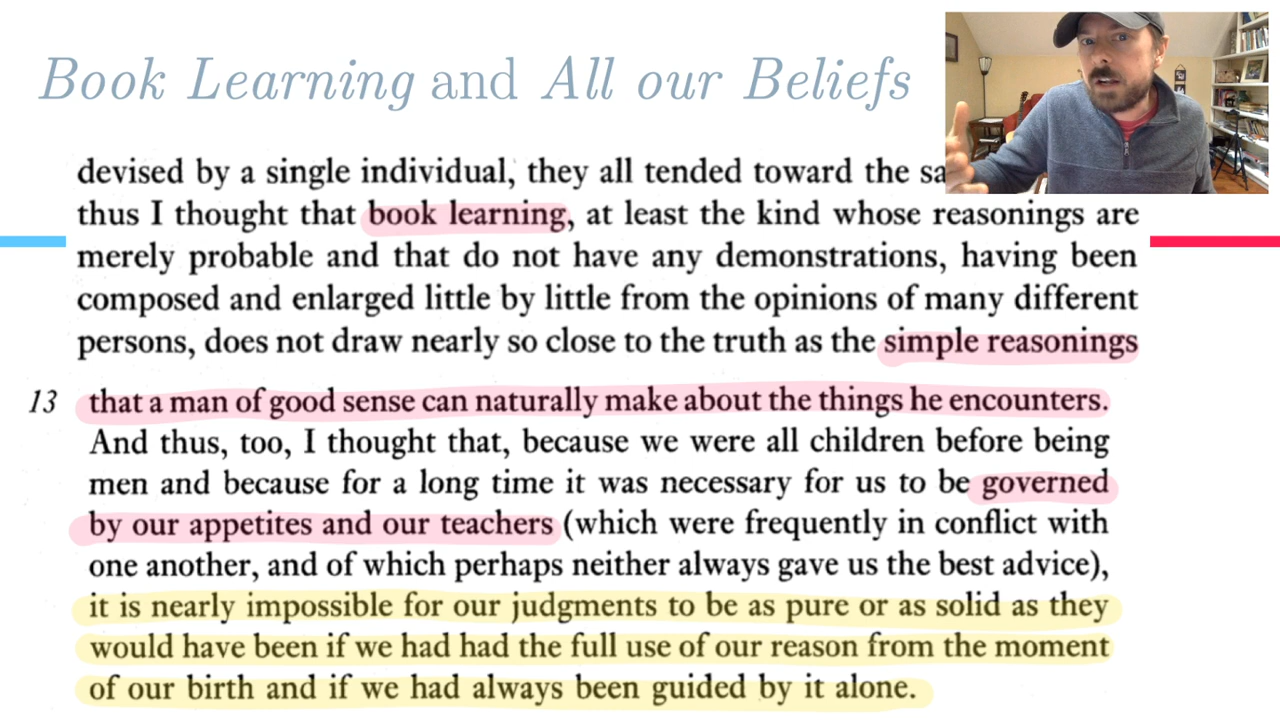 Book Learning and All our Beliefs
devised by a single individual, they all tended toward the
thus I thought that book learning, at least the kind whose reasonings are
merely probable and that do not have any demonstrations, having been
composed and enlarged little by little from the opinions of many different
persons, does not draw nearly so close to the truth as the simple reasonings
13 that a man of good sense can naturally make about the things he encounters.
And thus, too, I thought that, because we were all children before being
men and because for a long time it was necessary for us to be governed
by our appetites and our teachers (which were frequently in conflict with
one another, and of which perhaps neither always gave us the best advice),
it is nearly impossible for our judgments to be as pure or as solid as they
would have been if we had had the full use of our reason from the moment
of our birth and if we had always been guided by it alone.